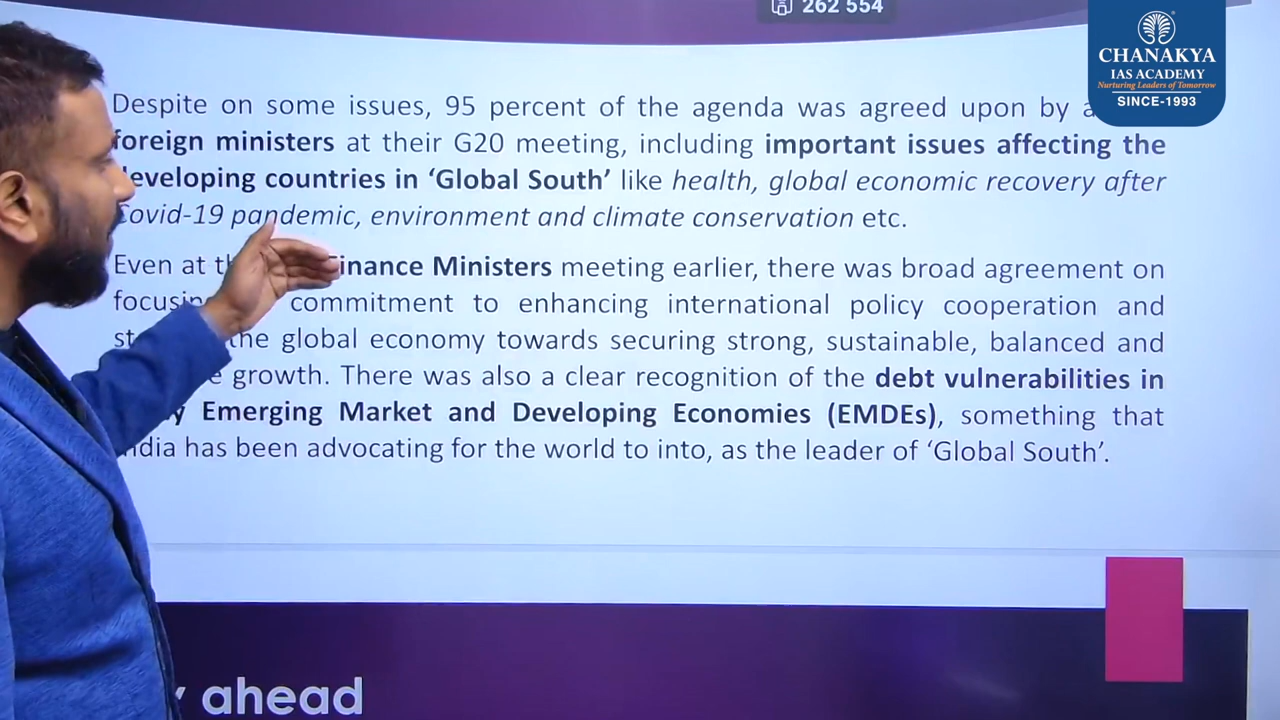 262 554
CHANAKYA
IAS ACADEMY
Nurturing Leaders of Tomorrow
SINCE-1993
Despite on some issues, 95 percent of the agenda was agreed upon by
foreign ministers at their G20 meeting, including important issues affecting the
developing countries in ‘Global South’ like health, global economic recovery after
Covid-19 pandemic, environment and climate conservation etc.
Even at Finance Ministers meeting earlier, there was broad agreement on
commitment to enhancing international policy cooperation and
the global economy towards securing strong, sustainable, balanced and
growth. There was also a clear recognition of the debt vulnerabilities in
Emerging Market and Developing Economies (EMDEs), something that
India has been advocating for the world to into, as the leader of ‘Global South’.
ahead